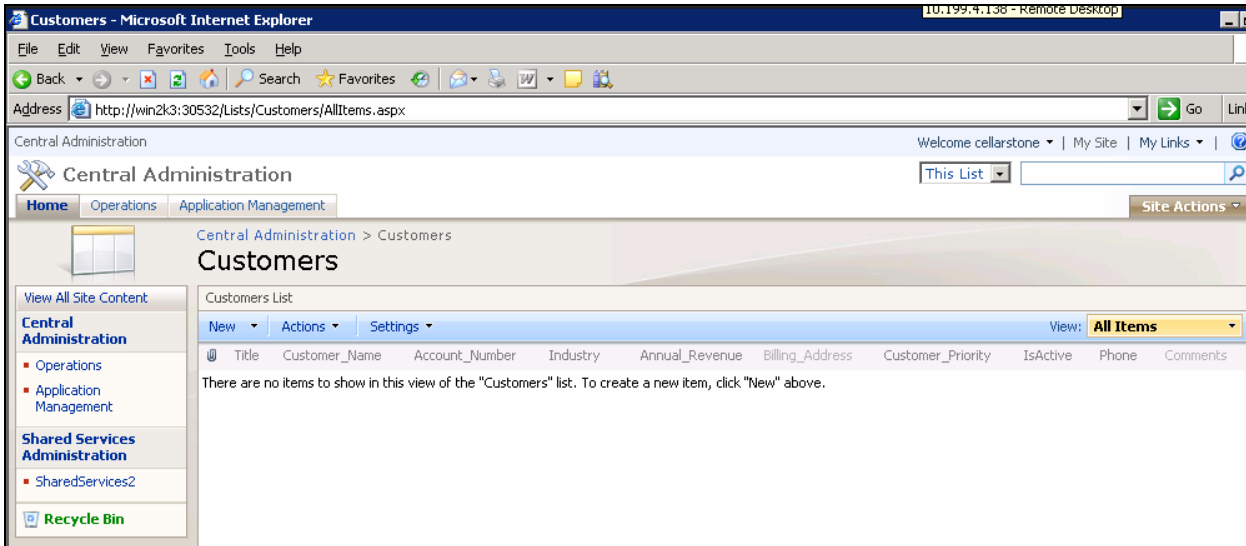 10.199.4.138 - Remote Desktop
Customers - Microsoft Internet Explorer
File Edit View Favorites Tools Help
Back Search Favorites
Address http://win2k3:30532/Lists/Customers/AllItems.aspx Go
Central Administration Welcome cellarstone | My Site | My Links |
Central Administration This List
Home Operations Application Management Site Actions
Central Administration > Customers
Customers
View All Site Content Customers List
Central Administration New Actions Settings View: All Items
Title Customer_Name Account_Number Industry Annual_Revenue Billing_Address Customer_Priority IsActive Phone Comments
There are no items to show in this view of the "Customers" list. To create a new item, click "New" above.
Operations
Application
Management
Shared Services
Administration
SharedServices2
Recycle Bin